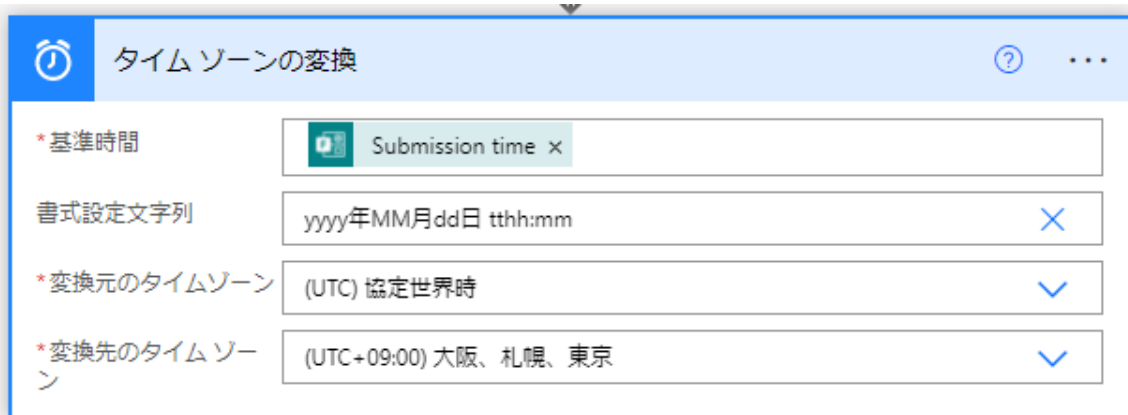 タイム ゾーンの変換
*基準時間
Submission time ×
書式設定文字列
yyyy年MM月dd日 tthh:mm
*変換元のタイムゾーン
(UTC) 協定世界時
*変換先のタイム ゾー
ン
(UTC+09:00) 大阪、札幌、東京